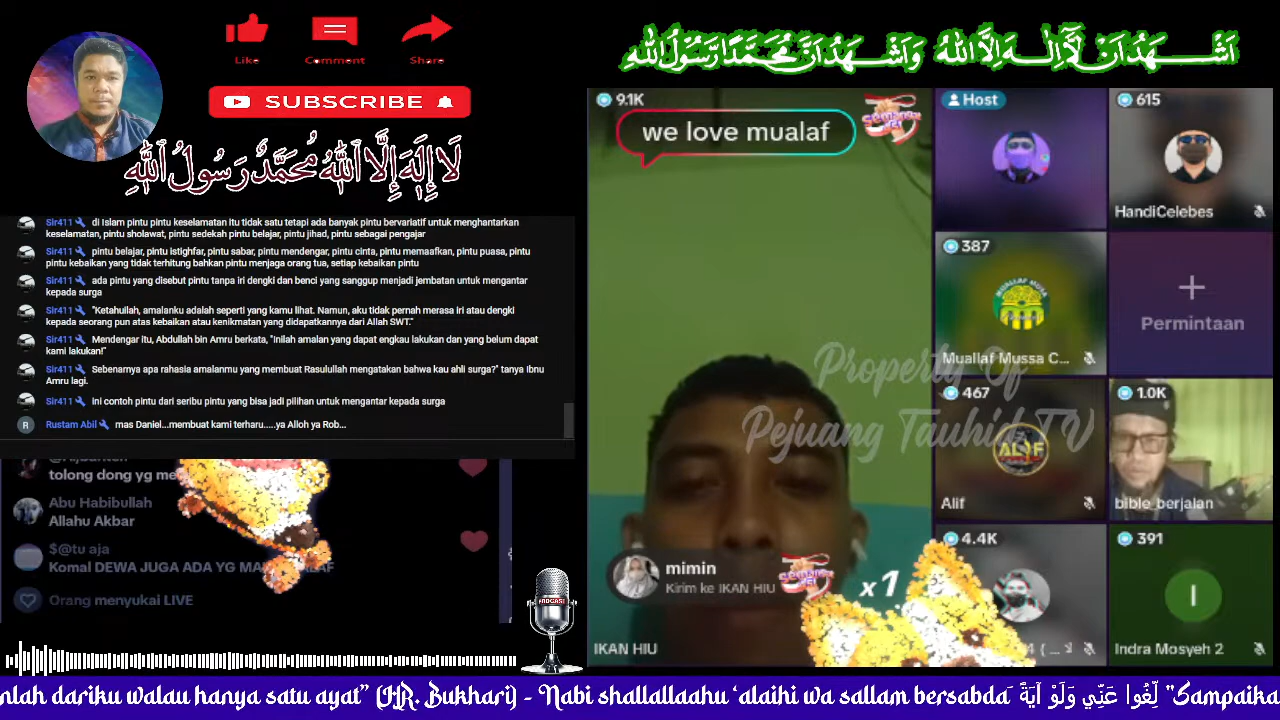 Like
Comment
Share
SUBSCRIBE
لَا إِلَهَ إِلَّا ٱللَّٰهُ مُحَمَّدٌ رَسُولُ ٱللَّٰهِ
Sir411 di Islam pintu pintu keselamatan itu tidak satu tetapi ada banyak pintu bervariatif untuk menghantarkan
keselamatan, pintu sholawat, pintu sedekah pintu belajar, pintu jihad, pintu sebagai pengajar
Sir411 pintu belajar, pintu istighfar, pintu sabar, pintu mendengar, pintu cinta, pintu memaafkan, pintu puasa, pintu
pintu kebaikan yang tidak terhitung bahkan pintu menjaga orang tua, setiap kebaikan pintu
Sir411 ada pintu yang disebut pintu tanpa iri dengki dan benci yang sanggup menjadi jembatan untuk mengantar
kepada surga
Sir411 "Ketahuilah, amalanku adalah seperti yang kamu lihat. Namun, aku tidak pernah merasa iri atau dengki
kepada seorang pun atas kebaikan atau kenikmatan yang didapatkannya dari Allah SWT."
Sir411 Mendengar itu, Abdullah bin Amru berkata, "Inilah amalan yang dapat engkau lakukan dan yang belum dapat
kami lakukan!"
Sir411 Sebenarnya apa rahasia amalanmu yang membuat Rasulullah mengatakan bahwa kau ahli surga?" tanya Ibnu
Amru lagi.
Sir411 ini contoh pintu dari seribu pintu yang bisa jadi pilihan untuk mengantar kepada surga
R Rustam Abil mas Daniel...membuat kami terharu.....ya Alloh ya Rob...
tolong dong yg me
Abu Habibullah
Allahu Akbar
$@tu aja
Komal DEWA JUGA ADA YG
Orang menyukai LIVE
PODCAST
اَشْهَدُ اَنْ لَّآ اِلٰهَ اِلَّا اللّٰهُ وَاَشْهَدُ اَنَّ مُحَمَّدًا رَّسُوْلُ اللّٰهِ
9.1K
we love mualaf
Host
615
HandiCelebes
387
MUALLAF MUSA
Muallaf Mussa C...
+
Permintaan
467
ALIF
Alif
1.0K
bible_berjalan
Property Of
Pejuang Tauhid TV
mimin
Kirim ke IKAN HIU
x1
IKAN HIU
4.4K
391
I
Indra Mosyeh 2
nlah dariku walau hanya satu ayat" (HR. Bukhari) - Nabi shallallaahu 'alaihi wa sallam bersabda لِّغُوا عَنِّي وَلَوْ آيَةً "Sampaika